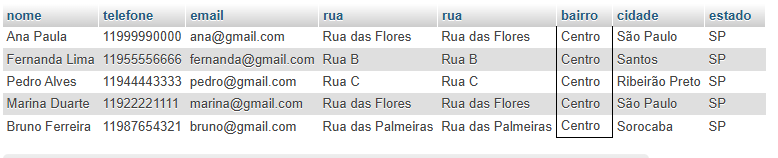 nome telefone email rua rua bairro cidade estado
Ana Paula 11999990000 ana@gmail.com Rua das Flores Rua das Flores Centro São Paulo SP
Fernanda Lima 11955556666 fernanda@gmail.com Rua B Rua B Centro Santos SP
Pedro Alves 11944443333 pedro@gmail.com Rua C Rua C Centro Ribeirão Preto SP
Marina Duarte 11922221111 marina@gmail.com Rua das Flores Rua das Flores Centro São Paulo SP
Bruno Ferreira 11987654321 bruno@gmail.com Rua das Palmeiras Rua das Palmeiras Centro Sorocaba SP